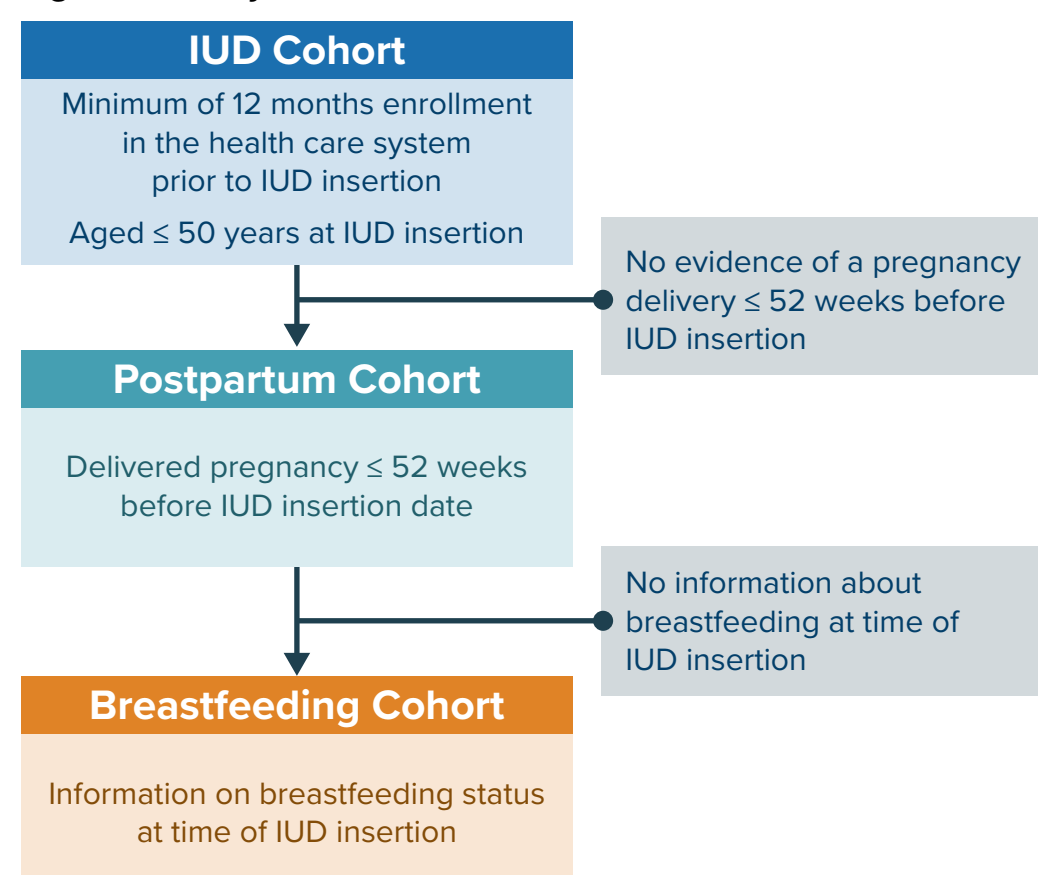 IUD Cohort
Minimum of 12 months enrollment
in the health care system
prior to IUD insertion
Aged ≤ 50 years at IUD insertion
No evidence of a pregnancy
delivery ≤ 52 weeks before
IUD insertion
Postpartum Cohort
Delivered pregnancy ≤ 52 weeks
before IUD insertion date
No information about
breastfeeding at time of
IUD insertion
Breastfeeding Cohort
Information on breastfeeding status
at time of IUD insertion